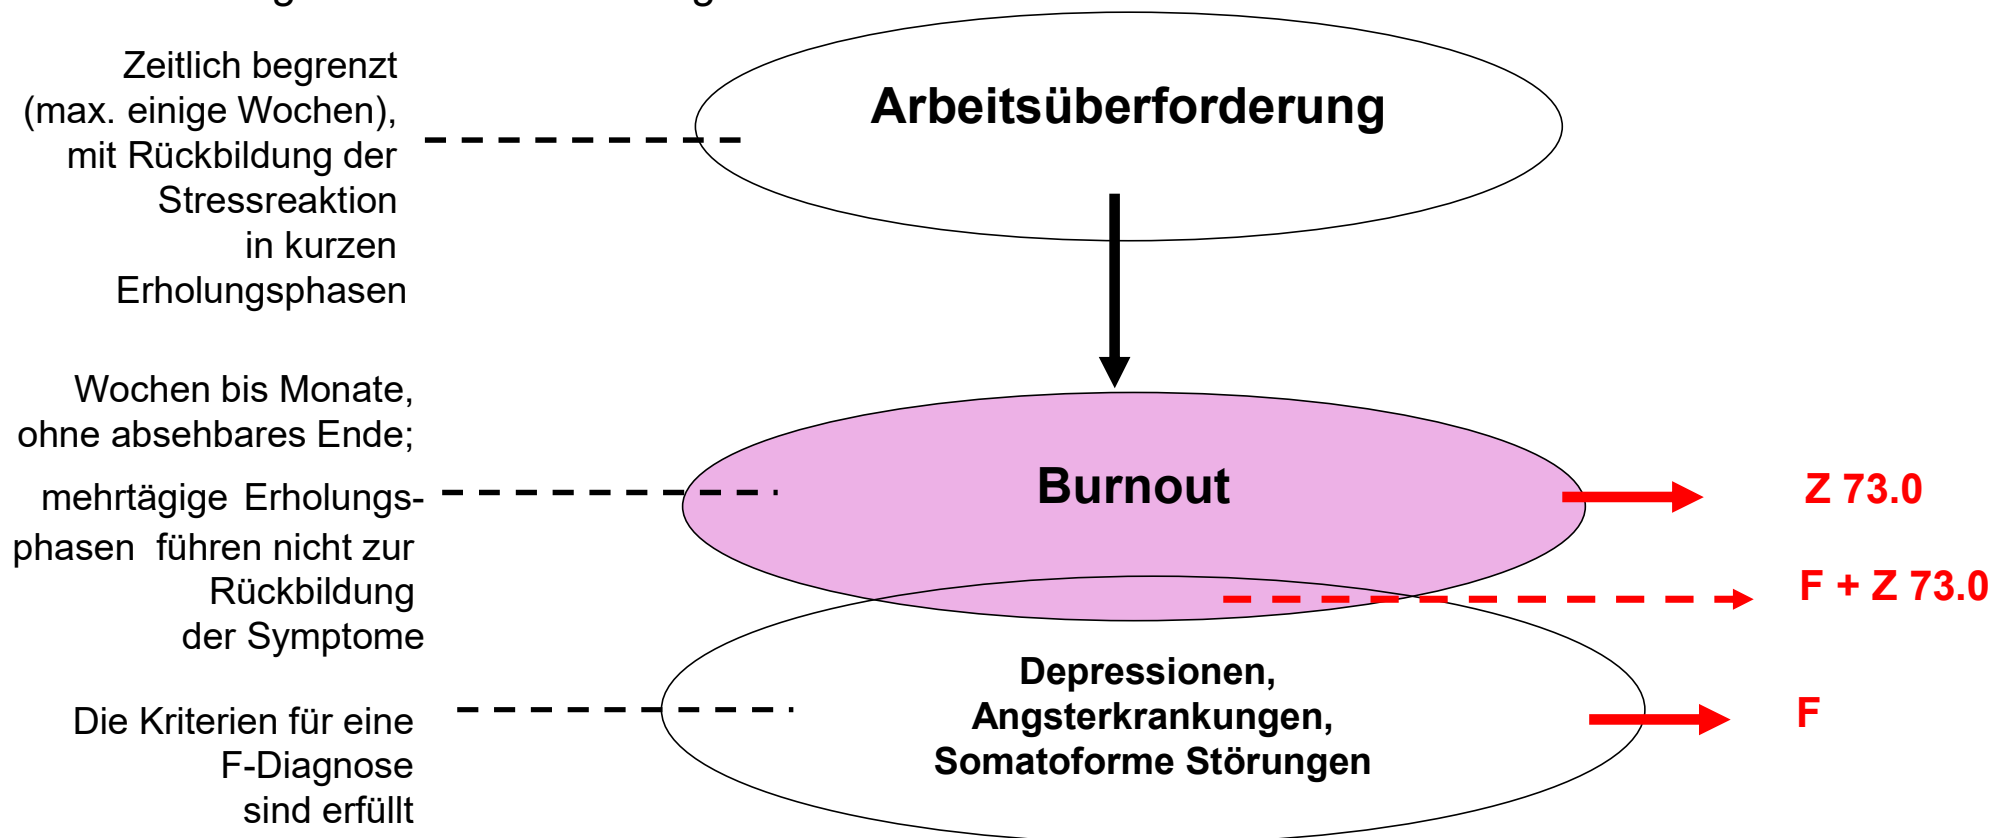 Zeitlich begrenzt
(max. einige Wochen),
mit Rückbildung der
Stressreaktion
in kurzen
Erholungsphasen
Arbeitsüberforderung
Wochen bis Monate,
ohne absehbares Ende;
mehrtägige Erholungs-
phasen führen nicht zur
Rückbildung
der Symptome
Burnout
Z 73.0
F + Z 73.0
Die Kriterien für eine
F-Diagnose
sind erfüllt
Depressionen,
Angsterkrankungen,
Somatoforme Störungen
F